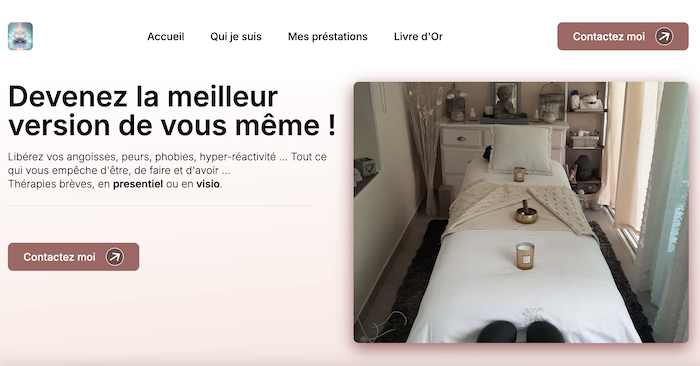 Accueil
Qui je suis
Mes préstations
Livre d'Or
Contactez moi
Devenez la meilleur
version de vous même !
Libérez vos angoisses, peurs, phobies, hyper-réactivité ... Tout ce
qui vous empêche d'être, de faire et d'avoir ...
Thérapies brèves, en presentiel ou en visio.
Contactez moi